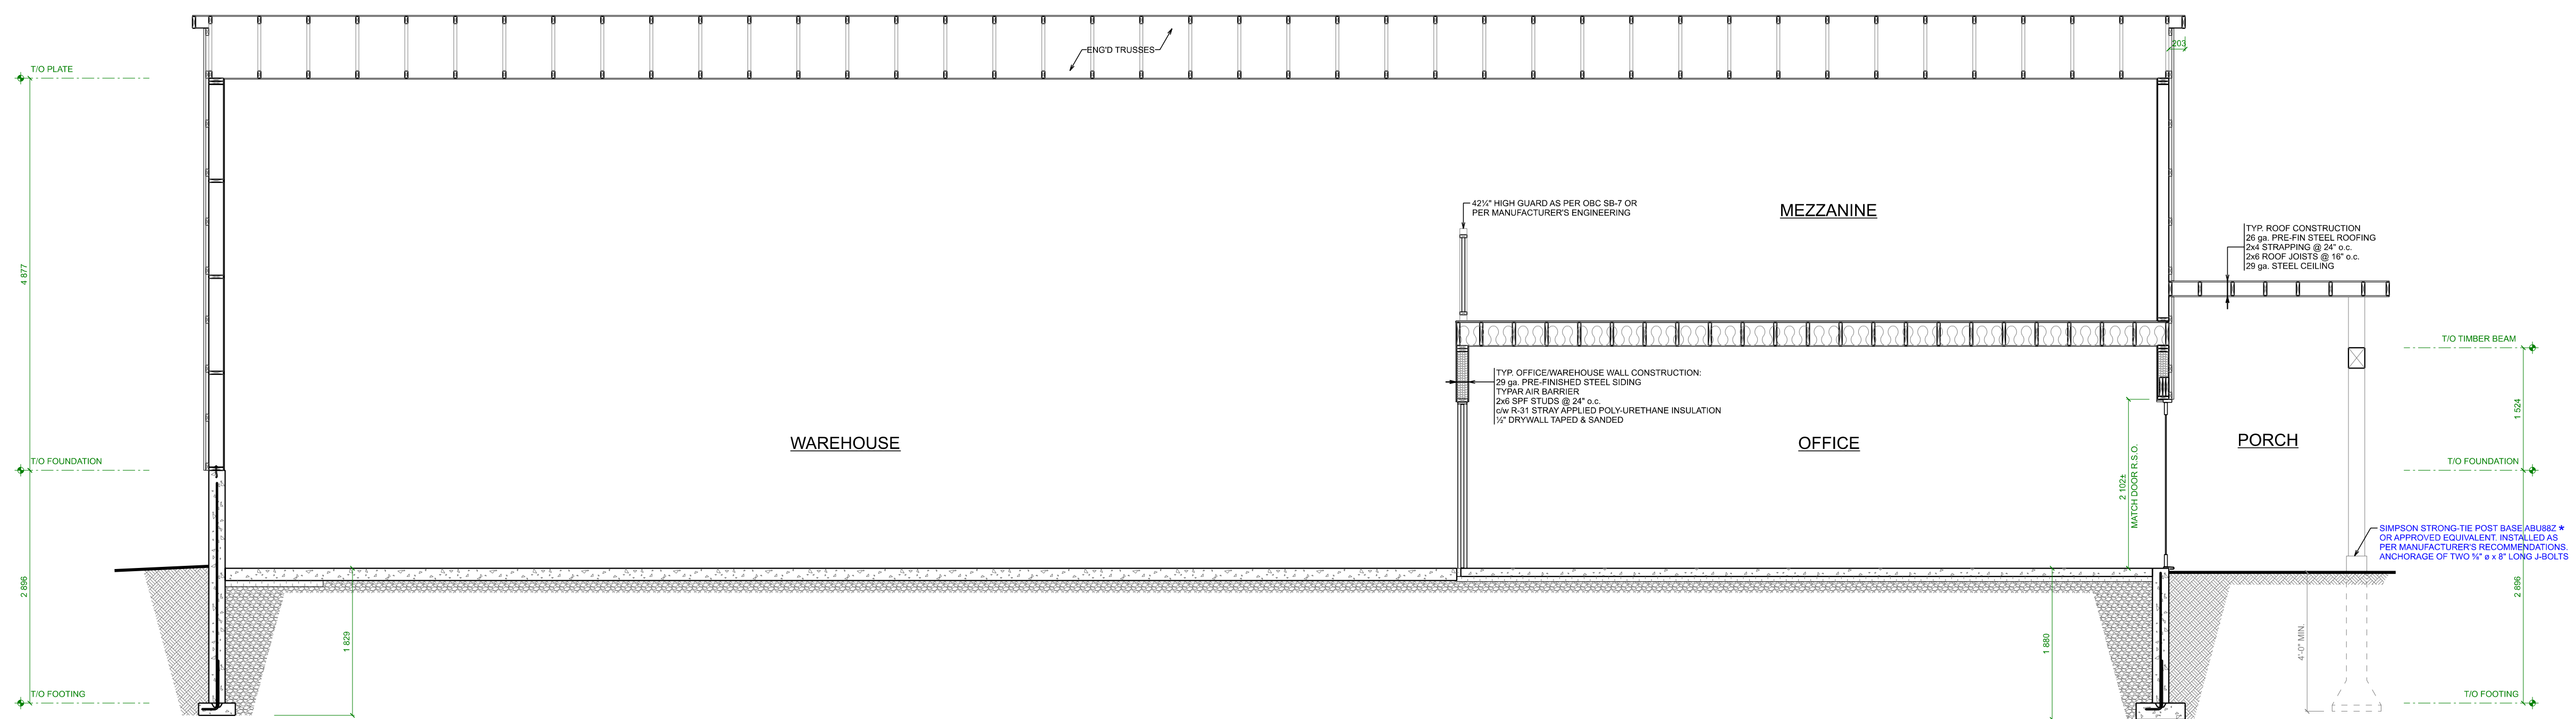 ENG'D TRUSSES
203
T/O PLATE
4 877
42¼" HIGH GUARD AS PER OBC SB-7 OR
PER MANUFACTURER'S ENGINEERING
MEZZANINE
TYP. ROOF CONSTRUCTION
26 ga. PRE-FIN STEEL ROOFING
2x4 STRAPPING @ 24" o.c.
2x6 ROOF JOISTS @ 16" o.c.
29 ga. STEEL CEILING
T/O TIMBER BEAM
TYP. OFFICE/WAREHOUSE WALL CONSTRUCTION:
29 ga. PRE-FINISHED STEEL SIDING
TYPAR AIR BARRIER
2x6 SPF STUDS @ 24" o.c.
c/w R-31 STRAY APPLIED POLY-URETHANE INSULATION
½" DRYWALL TAPED & SANDED
1 524
WAREHOUSE
OFFICE
PORCH
T/O FOUNDATION
T/O FOUNDATION
2 102±
MATCH DOOR R.S.O.
SIMPSON STRONG-TIE POST BASE ABU88Z *
OR APPROVED EQUIVALENT. INSTALLED AS
PER MANUFACTURER'S RECOMMENDATIONS.
ANCHORAGE OF TWO ⅝" ø x 8" LONG J-BOLTS
2 896
2 896
1 829
1 880
4'-0" MIN.
T/O FOOTING
T/O FOOTING